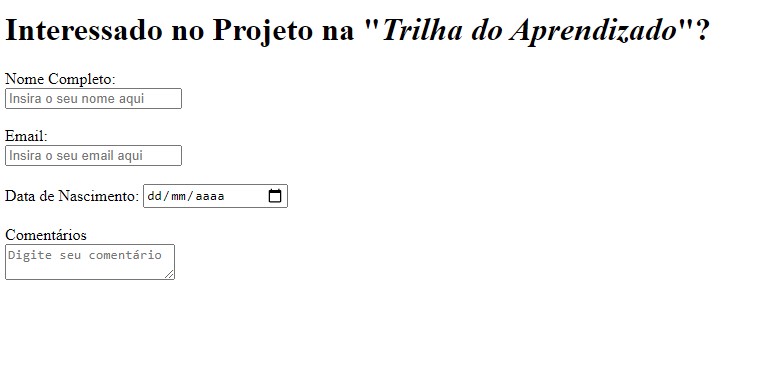 Interessado no Projeto na "Trilha do Aprendizado"?
Nome Completo:
Insira o seu nome aqui
Email:
Insira o seu email aqui
Data de Nascimento: dd/mm/aaaa
Comentários
Digite seu comentário